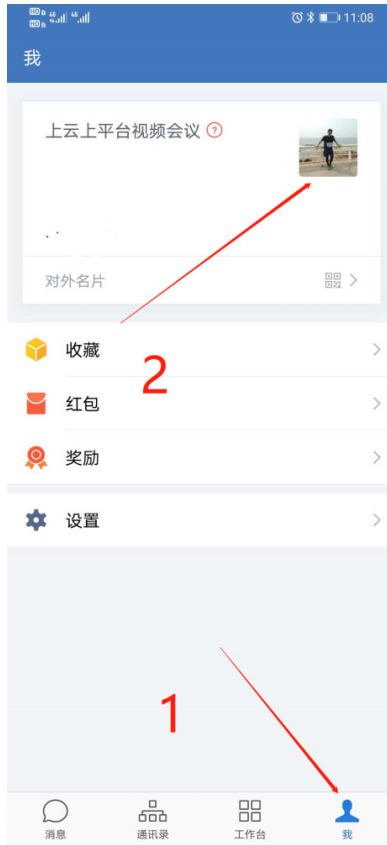 11:08
我
上云上平台视频会议
对外名片
收藏
2
红包
奖励
设置
1
消息 通讯录 工作台 我